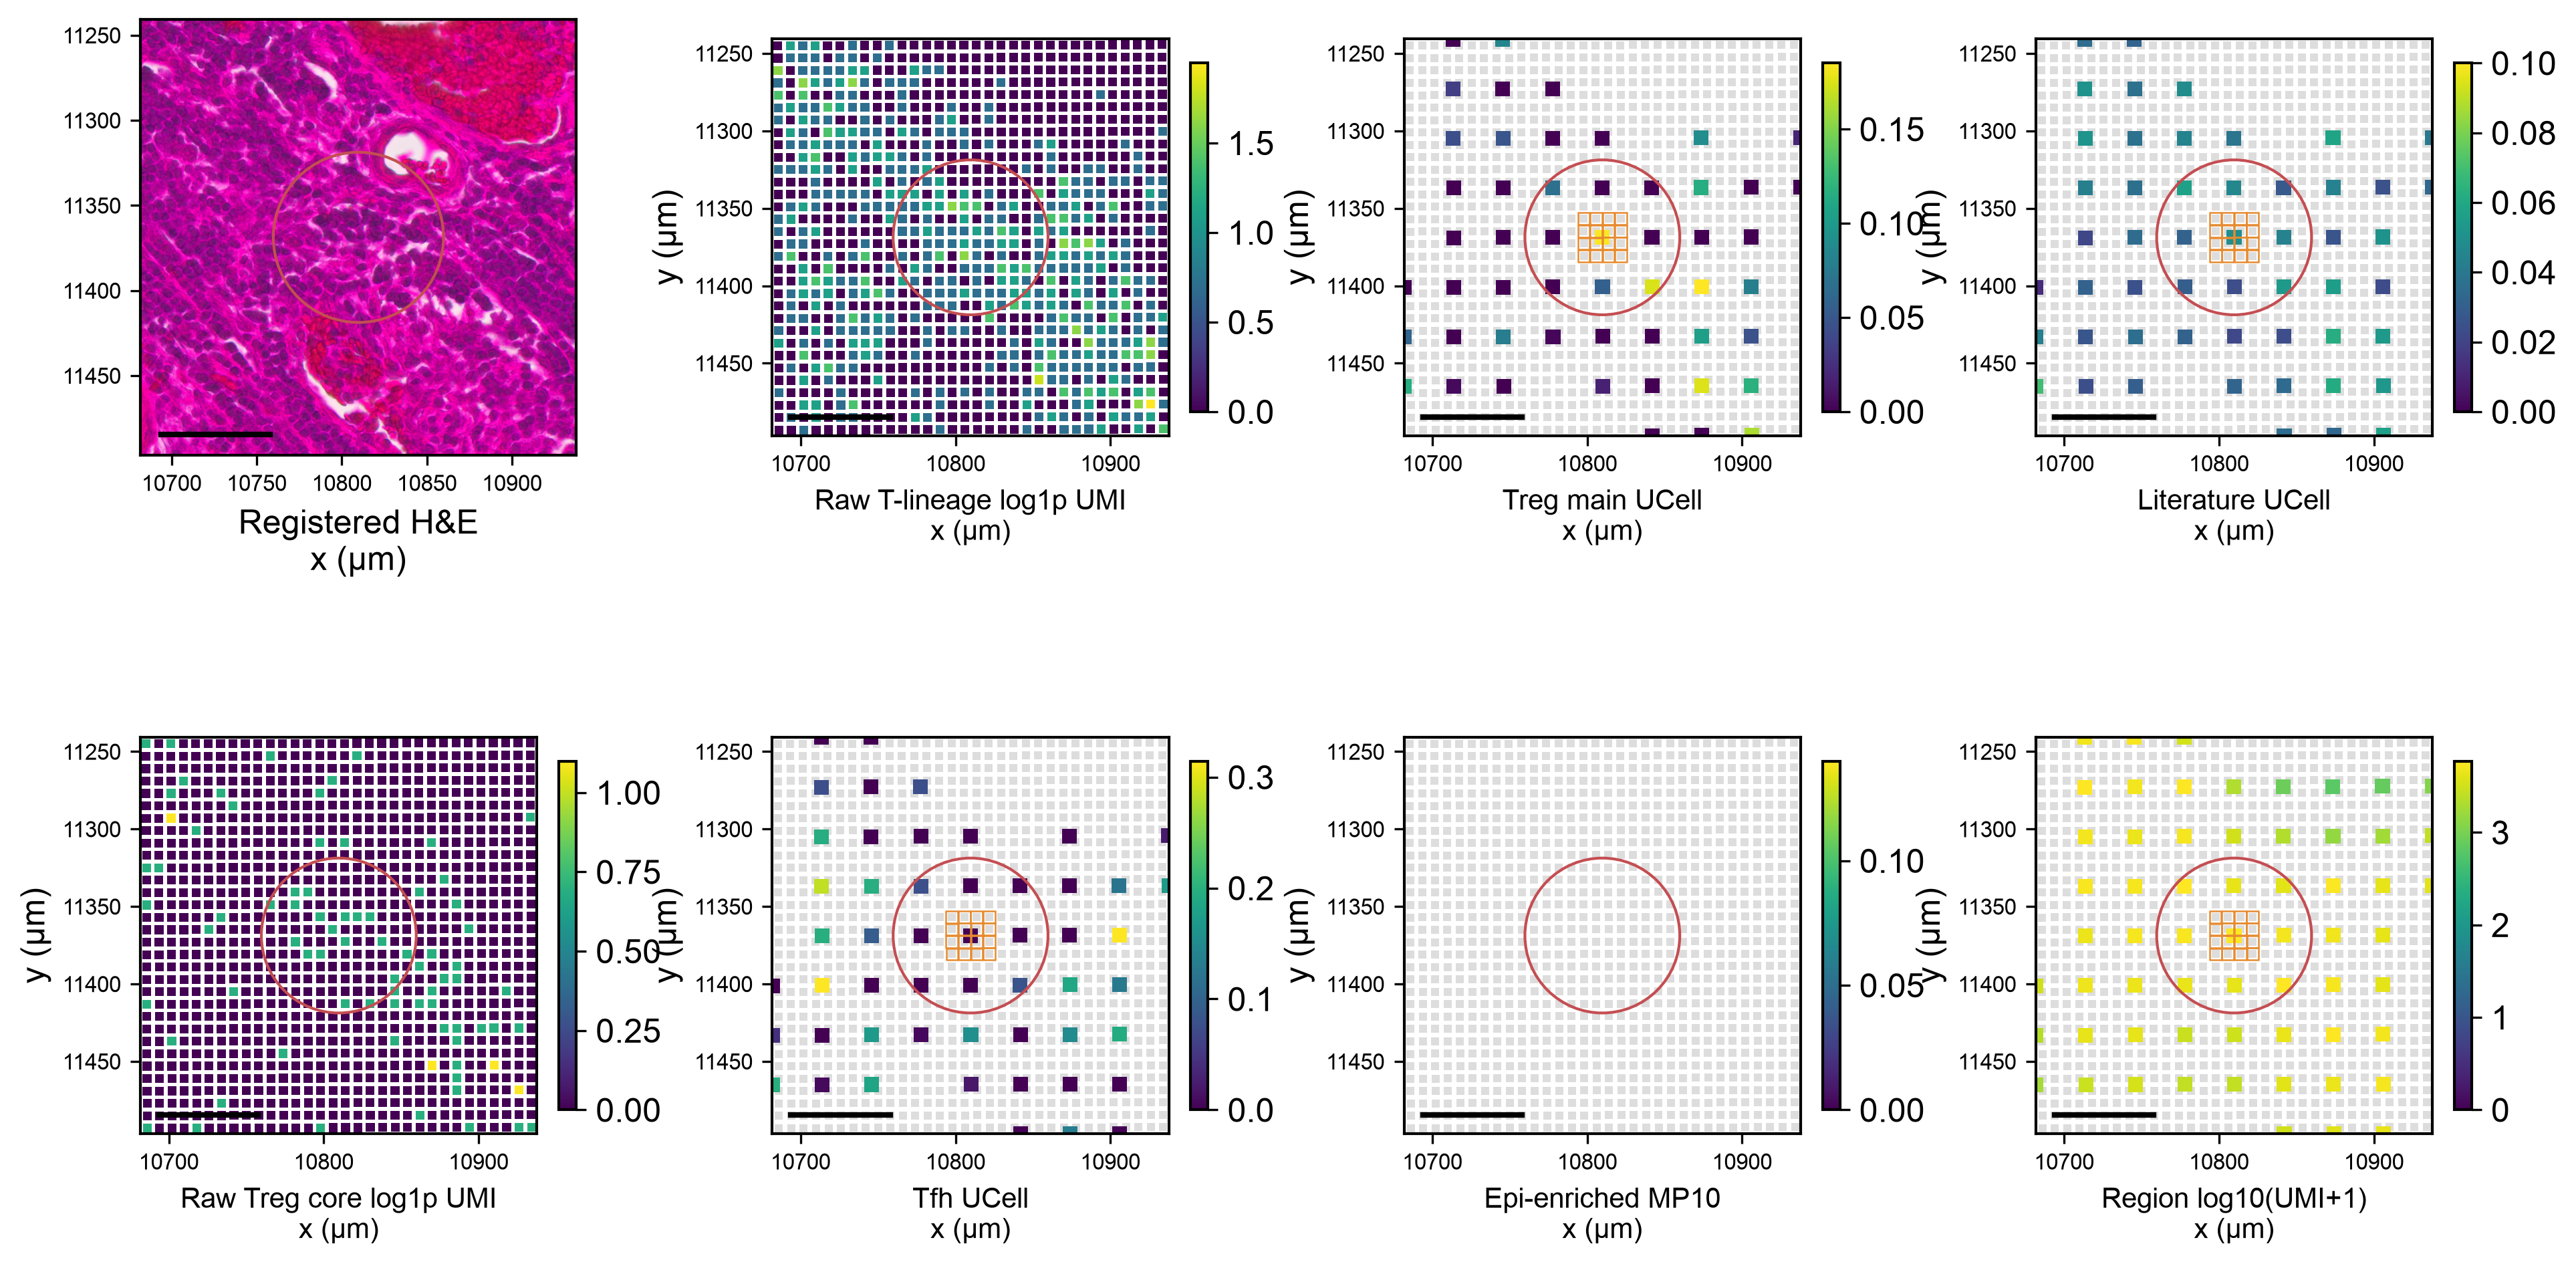 11250
11300
11350
11400
11450
10700 10750 10800 10850 10900
Registered H&E
x (µm)
y (µm)
11250
11300
11350
11400
11450
10700 10800 10900
Raw T-lineage log1p UMI
x (µm)
1.5
1.0
0.5
0.0
y (µm)
11250
11300
11350
11400
11450
10700 10800 10900
Treg main UCell
x (µm)
0.15
0.10
0.05
0.00
y (µm)
11250
11300
11350
11400
11450
10700 10800 10900
Literature UCell
x (µm)
0.10
0.08
0.06
0.04
0.02
0.00
y (µm)
11250
11300
11350
11400
11450
10700 10800 10900
Raw Treg core log1p UMI
x (µm)
1.00
0.75
0.50
0.25
0.00
y (µm)
11250
11300
11350
11400
11450
10700 10800 10900
Tfh UCell
x (µm)
0.3
0.2
0.1
0.0
y (µm)
11250
11300
11350
11400
11450
10700 10800 10900
Epi-enriched MP10
x (µm)
0.10
0.05
0.00
y (µm)
11250
11300
11350
11400
11450
10700 10800 10900
Region log10(UMI+1)
x (µm)
3
2
1
0